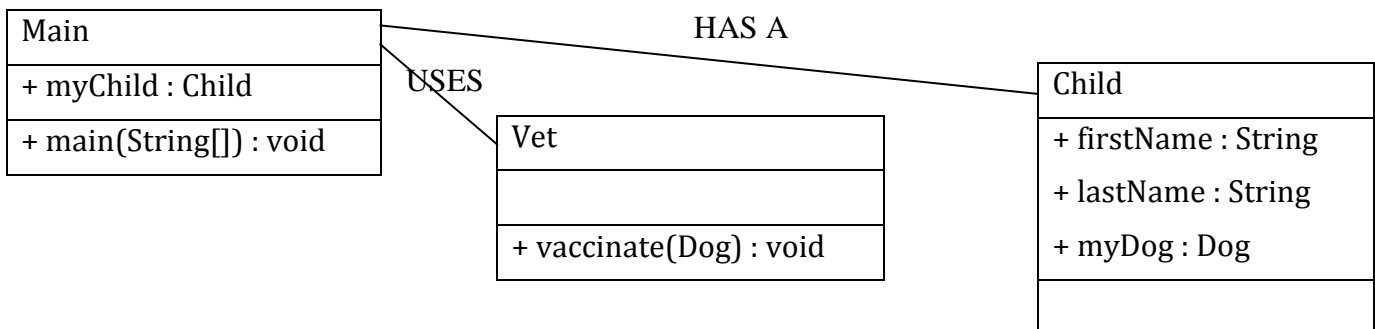 Main
+ myChild : Child
+ main(String[]) : void
HAS A
USES
Vet
+ vaccinate(Dog) : void
Child
+ firstName : String
+ lastName : String
+ myDog : Dog